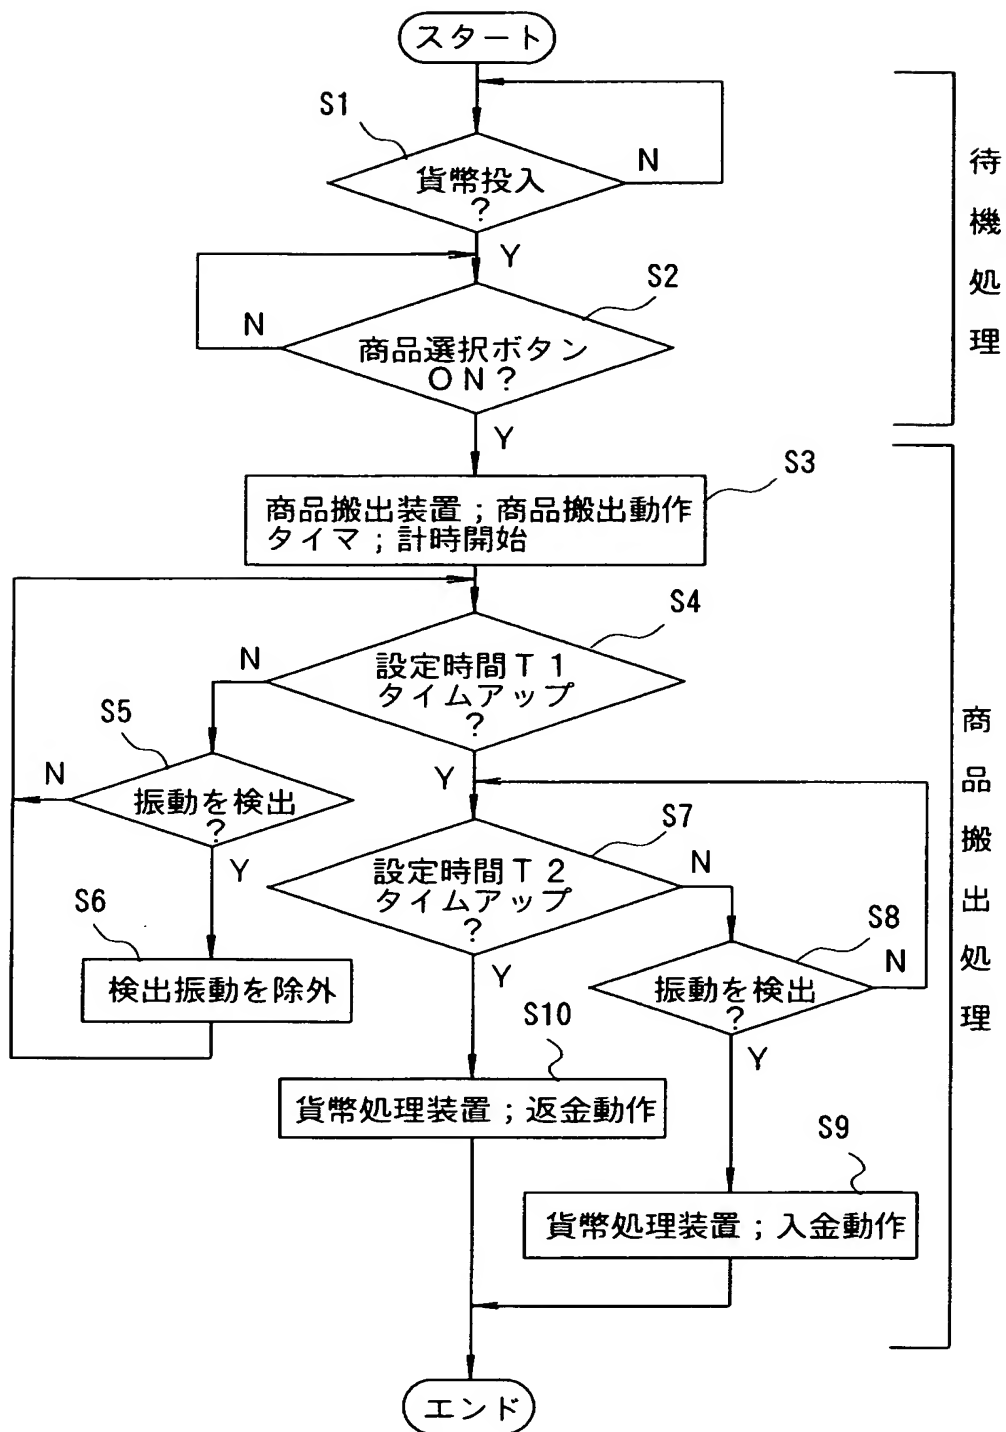 スタート
S1
貨幣投入
?
N
Y
S2
N
商品選択ボタン
ON?
Y
待機処理
S3
商品搬出装置;商品搬出動作
タイマ;計時開始
S4
N
設定時間T1
タイムアップ
?
Y
S5
N
振動を検出
?
Y
S6
検出振動を除外
S7
設定時間T2
タイムアップ
?
N
Y
S8
N
振動を検出
?
Y
S10
貨幣処理装置;返金動作
S9
貨幣処理装置;入金動作
商品搬出処理
エンド